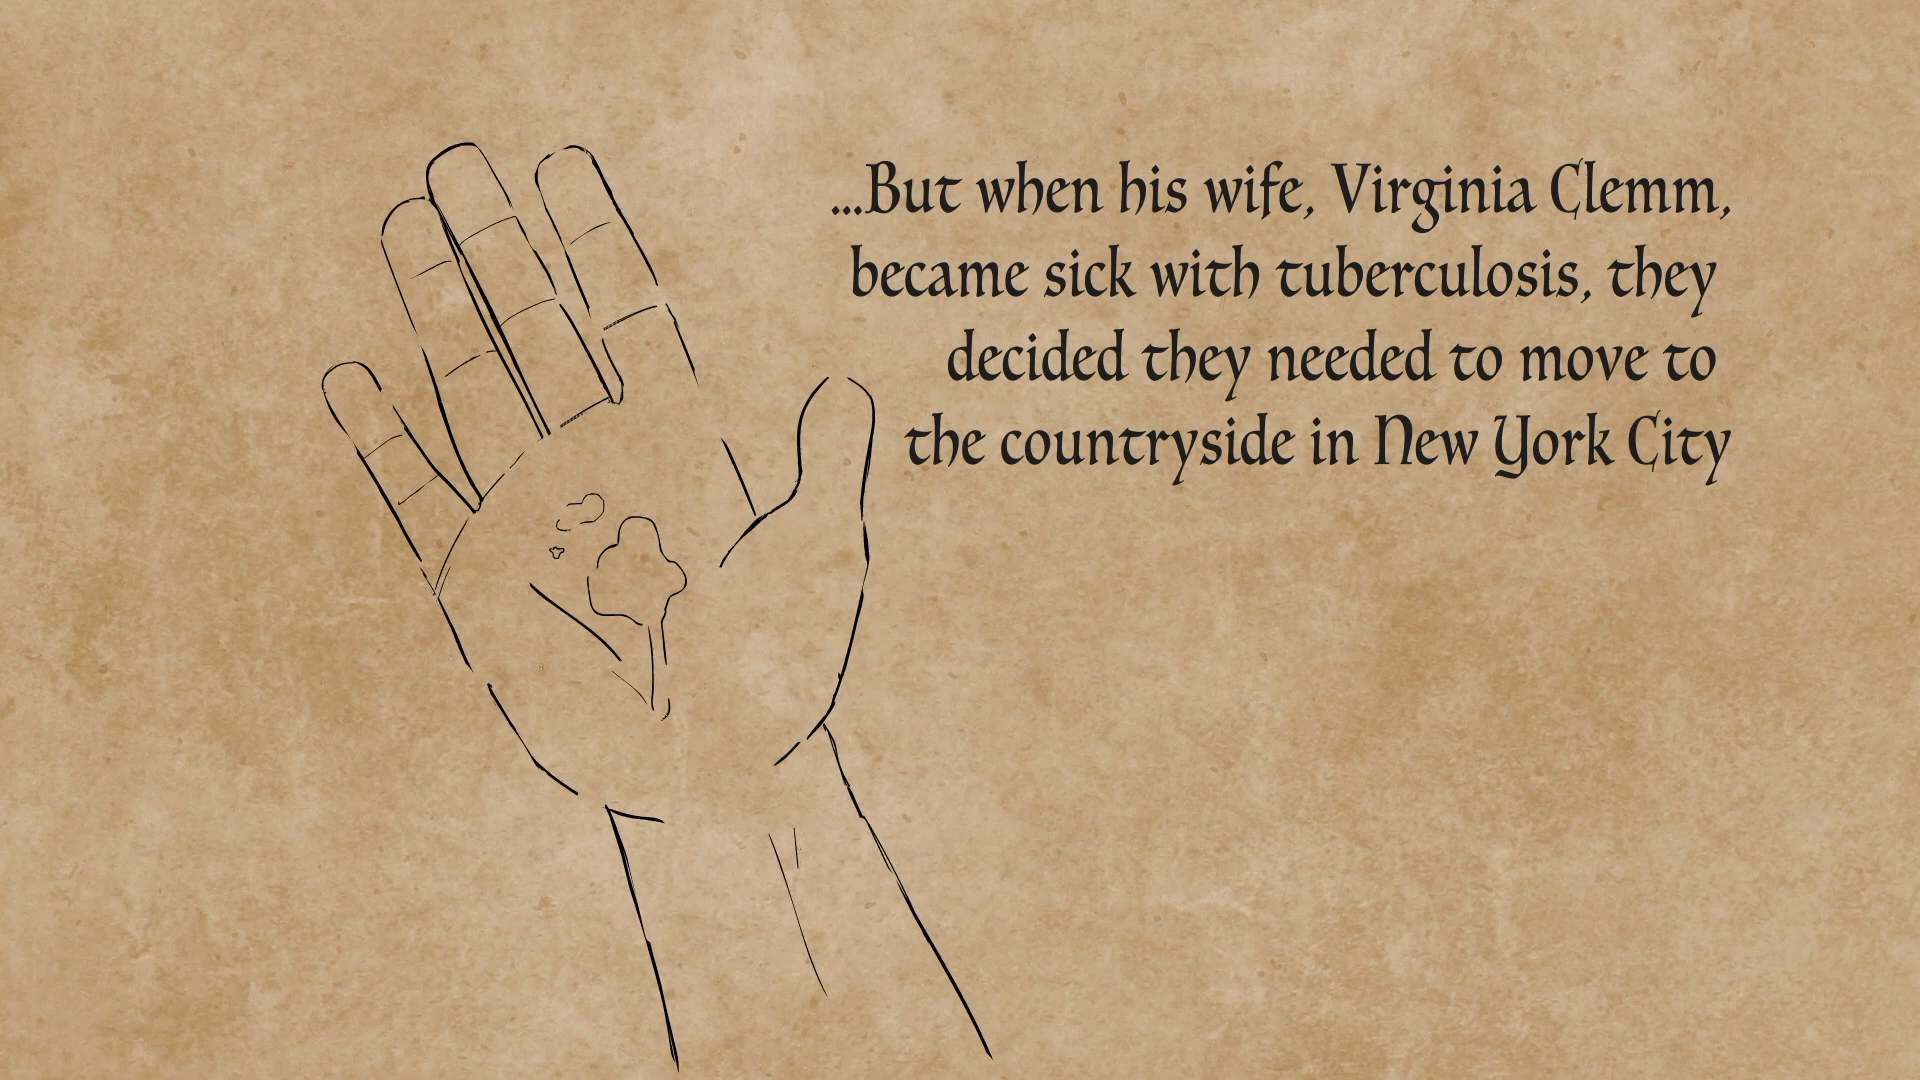 ...But when his wife, Virginia Clemm,
became sick with tuberculosis, they
decided they needed to move to
the countryside in New York City